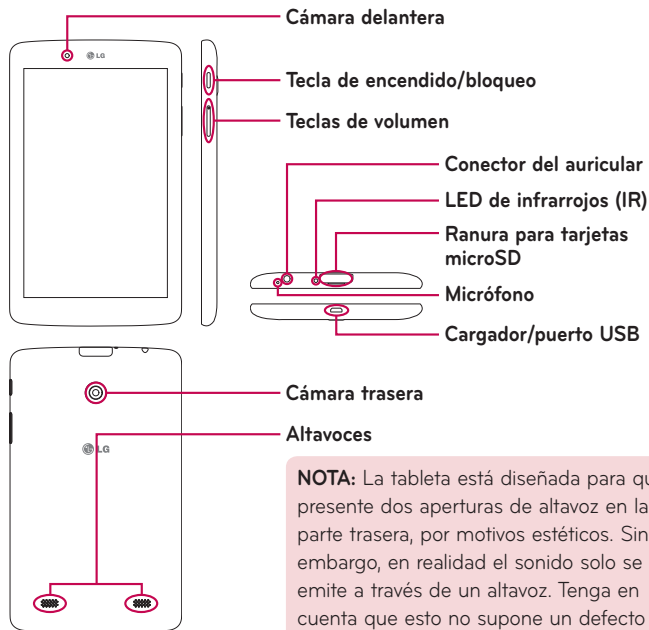 Cámara delantera
LG
Tecla de encendido/bloqueo
Teclas de volumen
Conector del auricular
LED de infrarrojos (IR)
Ranura para tarjetas
microSD
Micrófono
Cargador/puerto USB
Cámara trasera
Altavoces
LG
NOTA: La tableta está diseñada para qu
presente dos aperturas de altavoz en la
parte trasera, por motivos estéticos. Sin
embargo, en realidad el sonido solo se
emite a través de un altavoz. Tenga en
cuenta que esto no supone un defecto